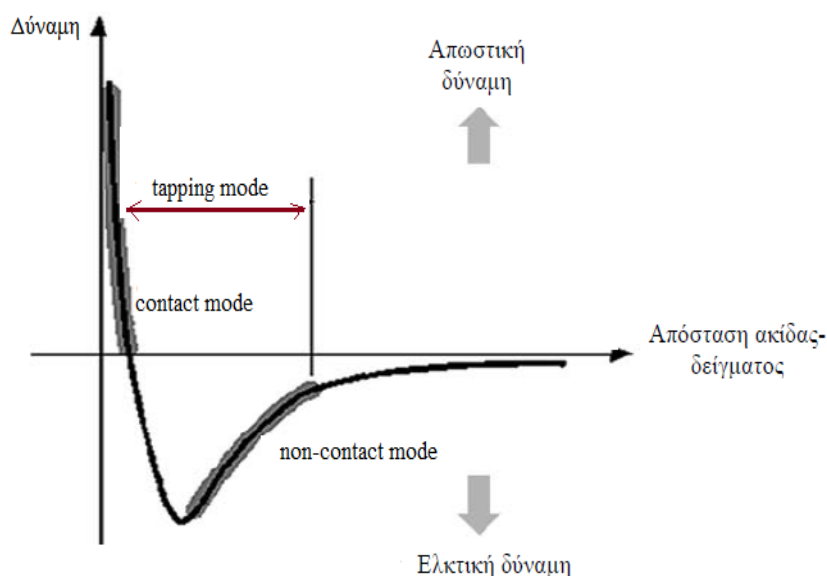 Δύναμη
Απωστική
δύναμη
tapping mode
contact mode
Απόσταση ακίδας-
δείγματος
non-contact mode
Ελκτική δύναμη